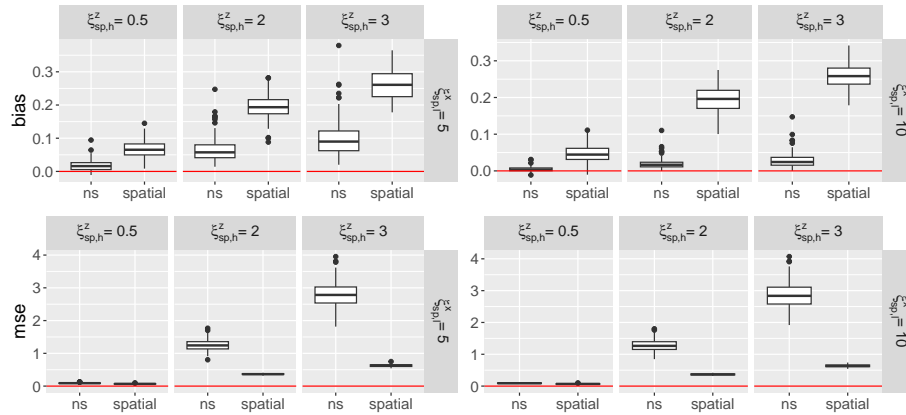 ξ^z_sp,h = 0.5 ξ^z_sp,h = 2 ξ^z_sp,h = 3
bias
0.3
0.2
0.1
0.0
ns spatial ns spatial ns spatial
ξ^x_sp,l = 5
ξ^z_sp,h = 0.5 ξ^z_sp,h = 2 ξ^z_sp,h = 3
0.3
0.2
0.1
0.0
ns spatial ns spatial ns spatial
ξ^x_sp,l = 10
ξ^z_sp,h = 0.5 ξ^z_sp,h = 2 ξ^z_sp,h = 3
mse
4
3
2
1
0
ns spatial ns spatial ns spatial
ξ^x_sp,l = 5
ξ^z_sp,h = 0.5 ξ^z_sp,h = 2 ξ^z_sp,h = 3
4
3
2
1
0
ns spatial ns spatial ns spatial
ξ^x_sp,l = 10